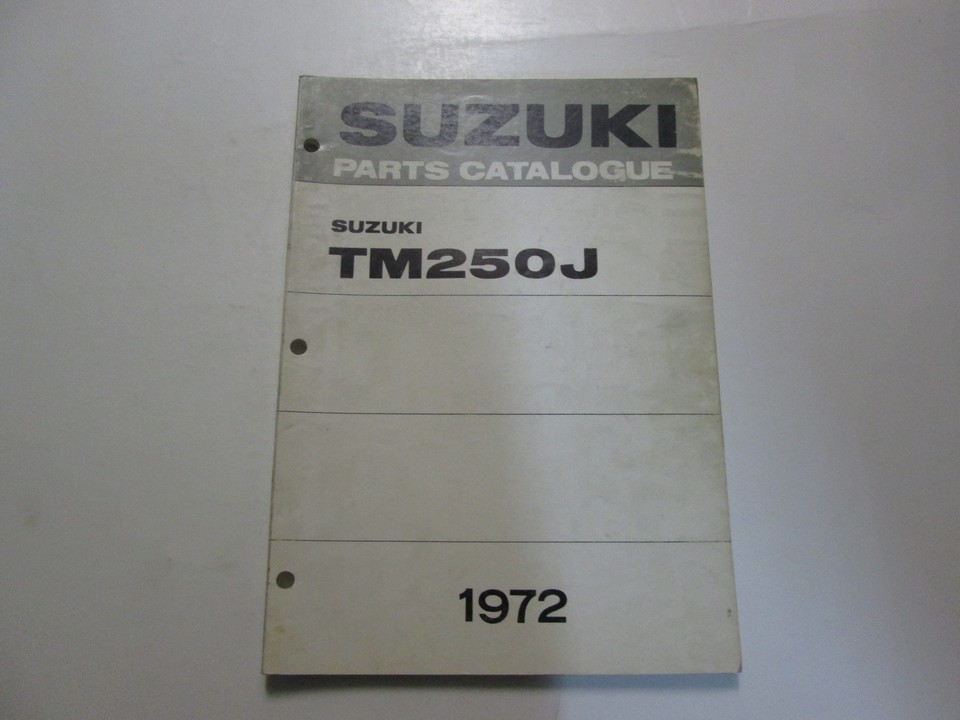 SUZUKI
PARTS CATALOGUE
SUZUKI
TM250J
1972